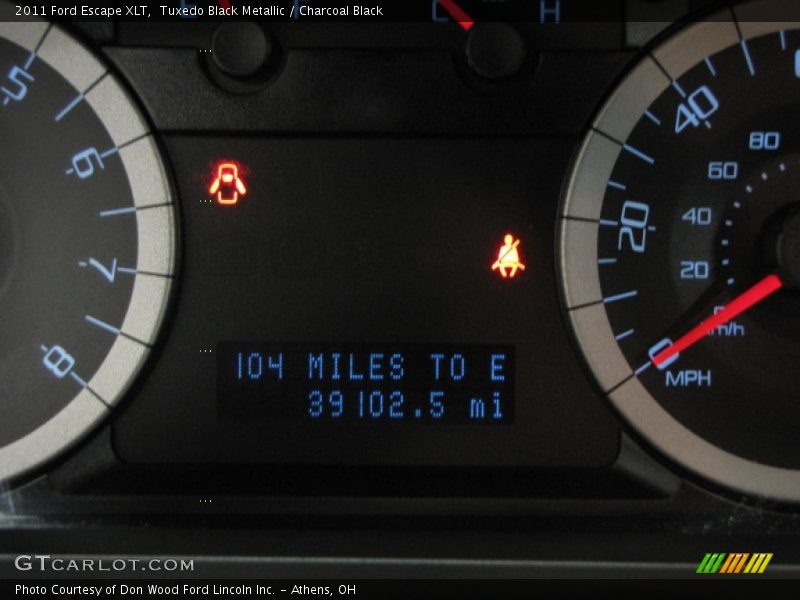 2011 Ford Escape XLT,  Tuxedo Black Metallic / Charcoal Black
H
5
6
7
8
40
20
0
80
60
40
20
km/h
MPH
104 MILES TO E
39102.5 mi
GTCARLOT.COM
Photo Courtesy of Don Wood Ford Lincoln Inc. - Athens, OH